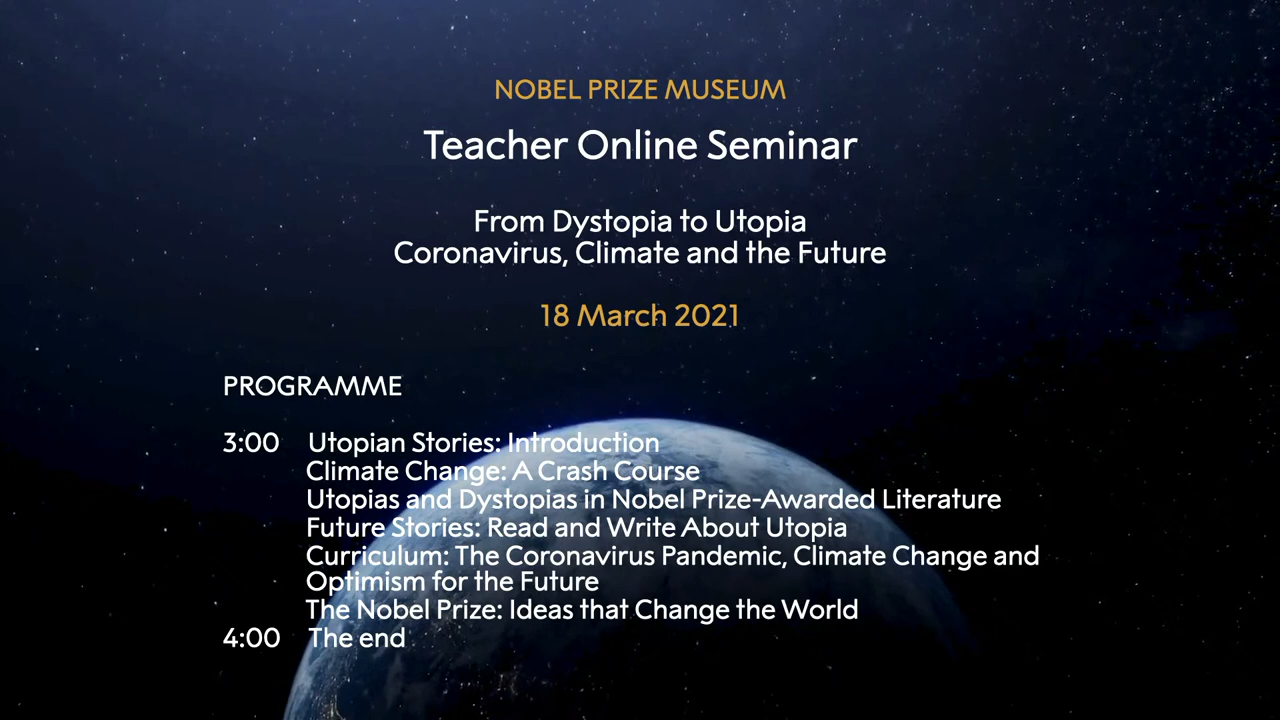 NOBEL PRIZE MUSEUM
Teacher Online Seminar
From Dystopia to Utopia
Coronavirus, Climate and the Future
18 March 2021
PROGRAMME
3:00 Utopian Stories: Introduction
Climate Change: A Crash Course
Utopias and Dystopias in Nobel Prize-Awarded Literature
Future Stories: Read and Write About Utopia
Curriculum: The Coronavirus Pandemic, Climate Change and
Optimism for the Future
The Nobel Prize: Ideas that Change the World
4:00 The end